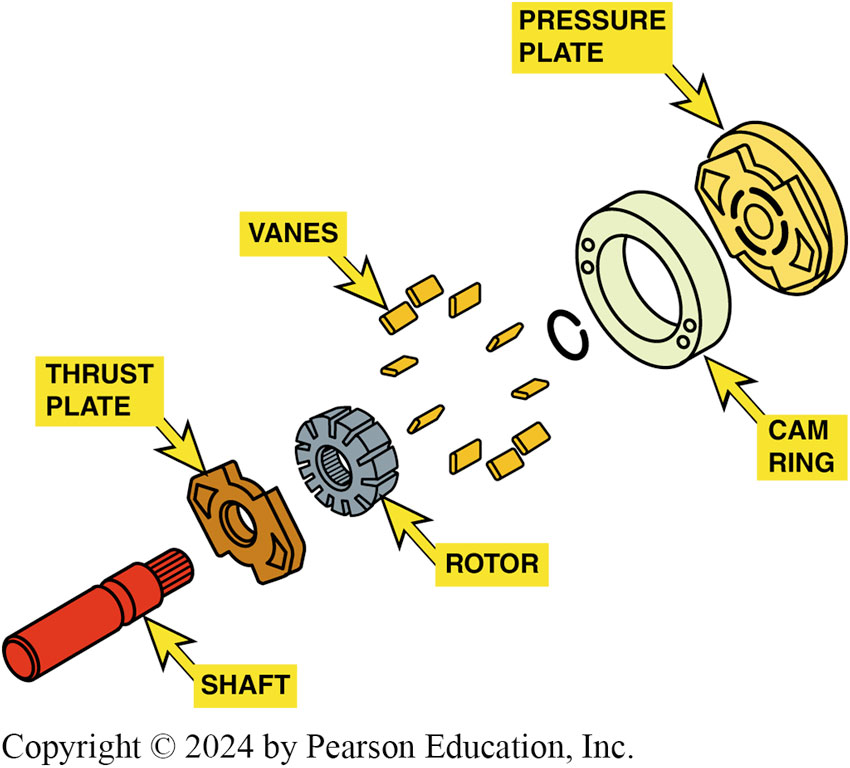 PRESSURE
PLATE
VANES
THRUST
PLATE
CAM
RING
ROTOR
SHAFT
Copyright © 2024 by Pearson Education, Inc.